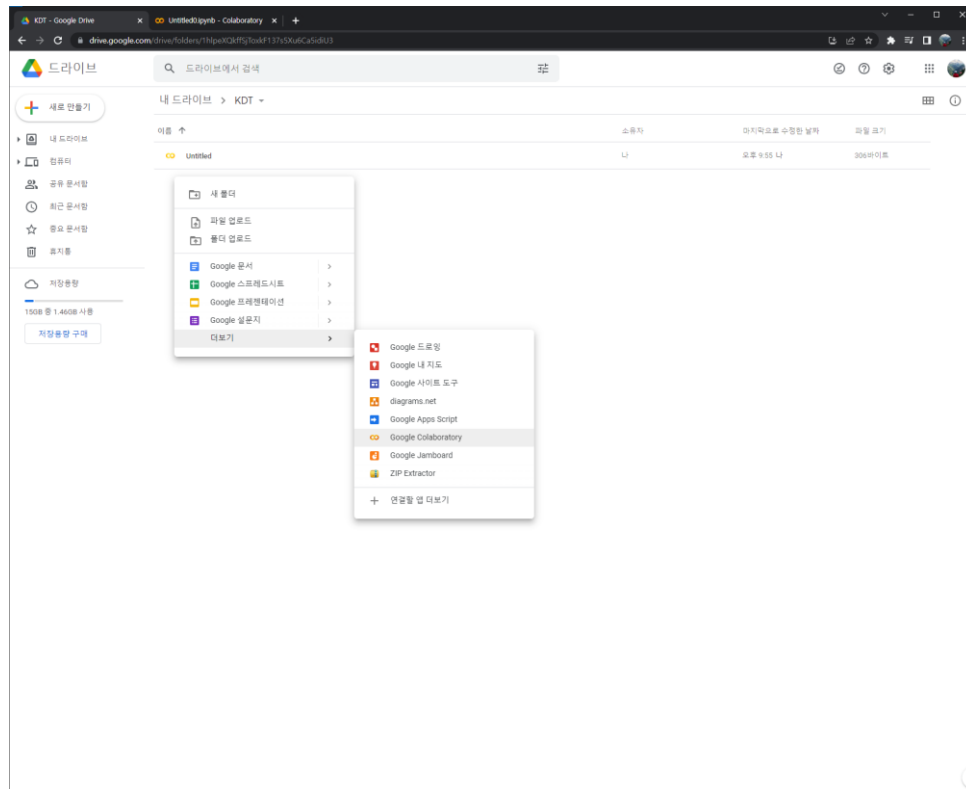 KDT - Google Drive
Untitled0.ipynb - Colaboratory
drive.google.com/drive/folders/
드라이브
드라이브에서 검색
새로 만들기
내 드라이브 > KDT
이름
소유자
마지막으로 수정한 날짜
파일 크기
Untitled
나
오후 9:55 나
306바이트
내 드라이브
컴퓨터
공유 문서함
최근 문서함
중요 문서함
휴지통
저장용량
15GB 중 1.46GB 사용
저장용량 구매
새 폴더
파일 업로드
폴더 업로드
Google 문서
Google 스프레드시트
Google 프레젠테이션
Google 설문지
더보기
Google 드로잉
Google 내 지도
Google 사이트 도구
diagrams.net
Google Apps Script
Google Colaboratory
Google Jamboard
ZIP Extractor
연결할 앱 더보기